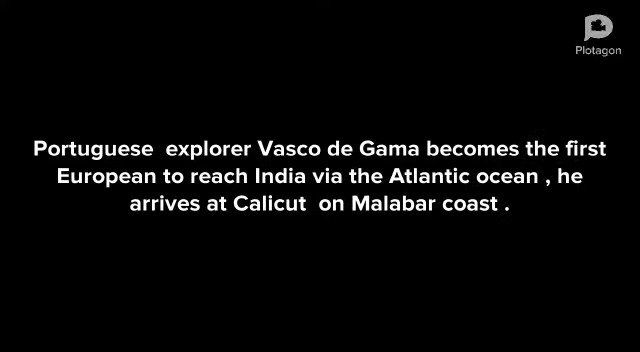 Plotagon
Portuguese  explorer Vasco de Gama becomes the first
European to reach India via the Atlantic ocean , he
arrives at Calicut  on Malabar coast .